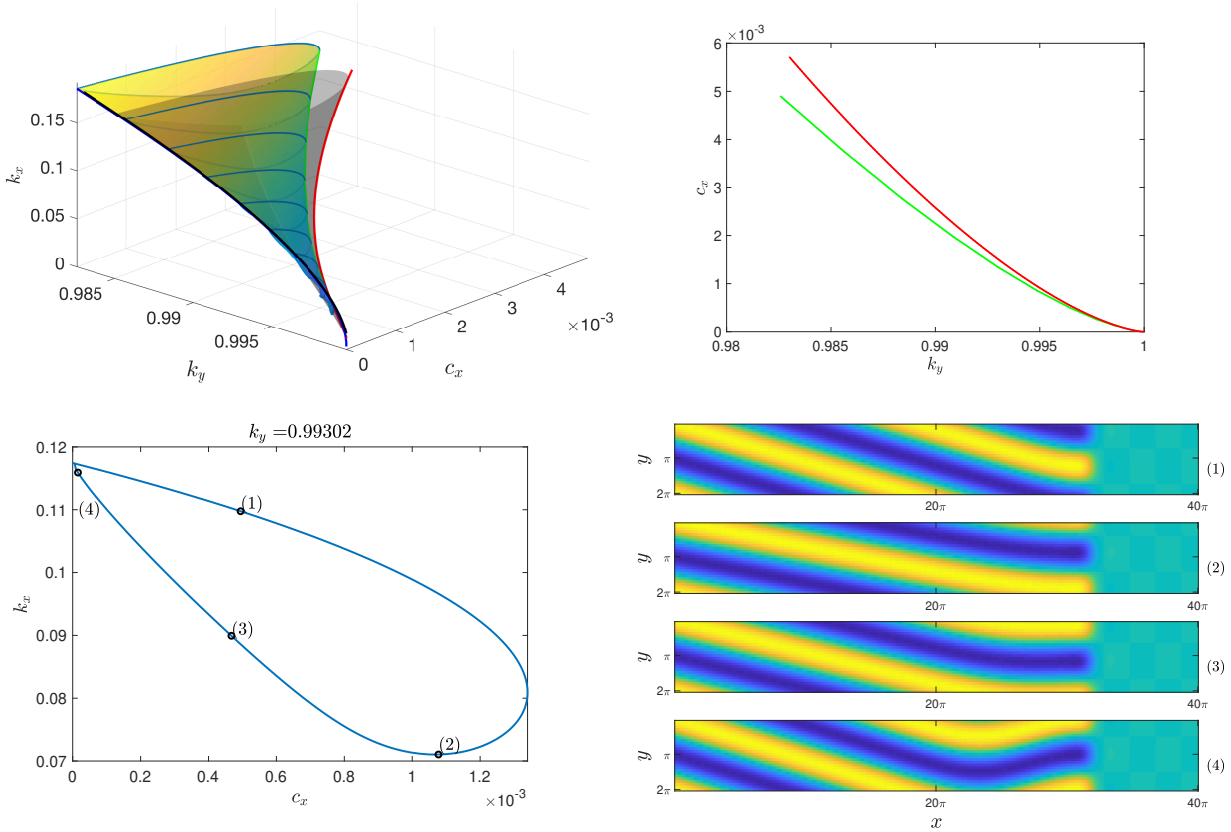 0.15
0.1
0.05
0
k_x
0.985
0.99
0.995
k_y
0
1
2
3
4
×10⁻³
c_x
×10⁻³
6
5
4
3
2
1
0
c_x
0.98
0.985
0.99
0.995
1
k_y
k_y =0.99302
0.12
0.11
0.1
0.09
0.08
0.07
k_x
(1)
(4)
(3)
(2)
0
0.2
0.4
0.6
0.8
1
1.2
×10⁻³
c_x
y
π
2π
20π
40π
(1)
y
π
2π
20π
40π
(2)
y
π
2π
20π
40π
(3)
y
π
2π
20π
40π
(4)
x